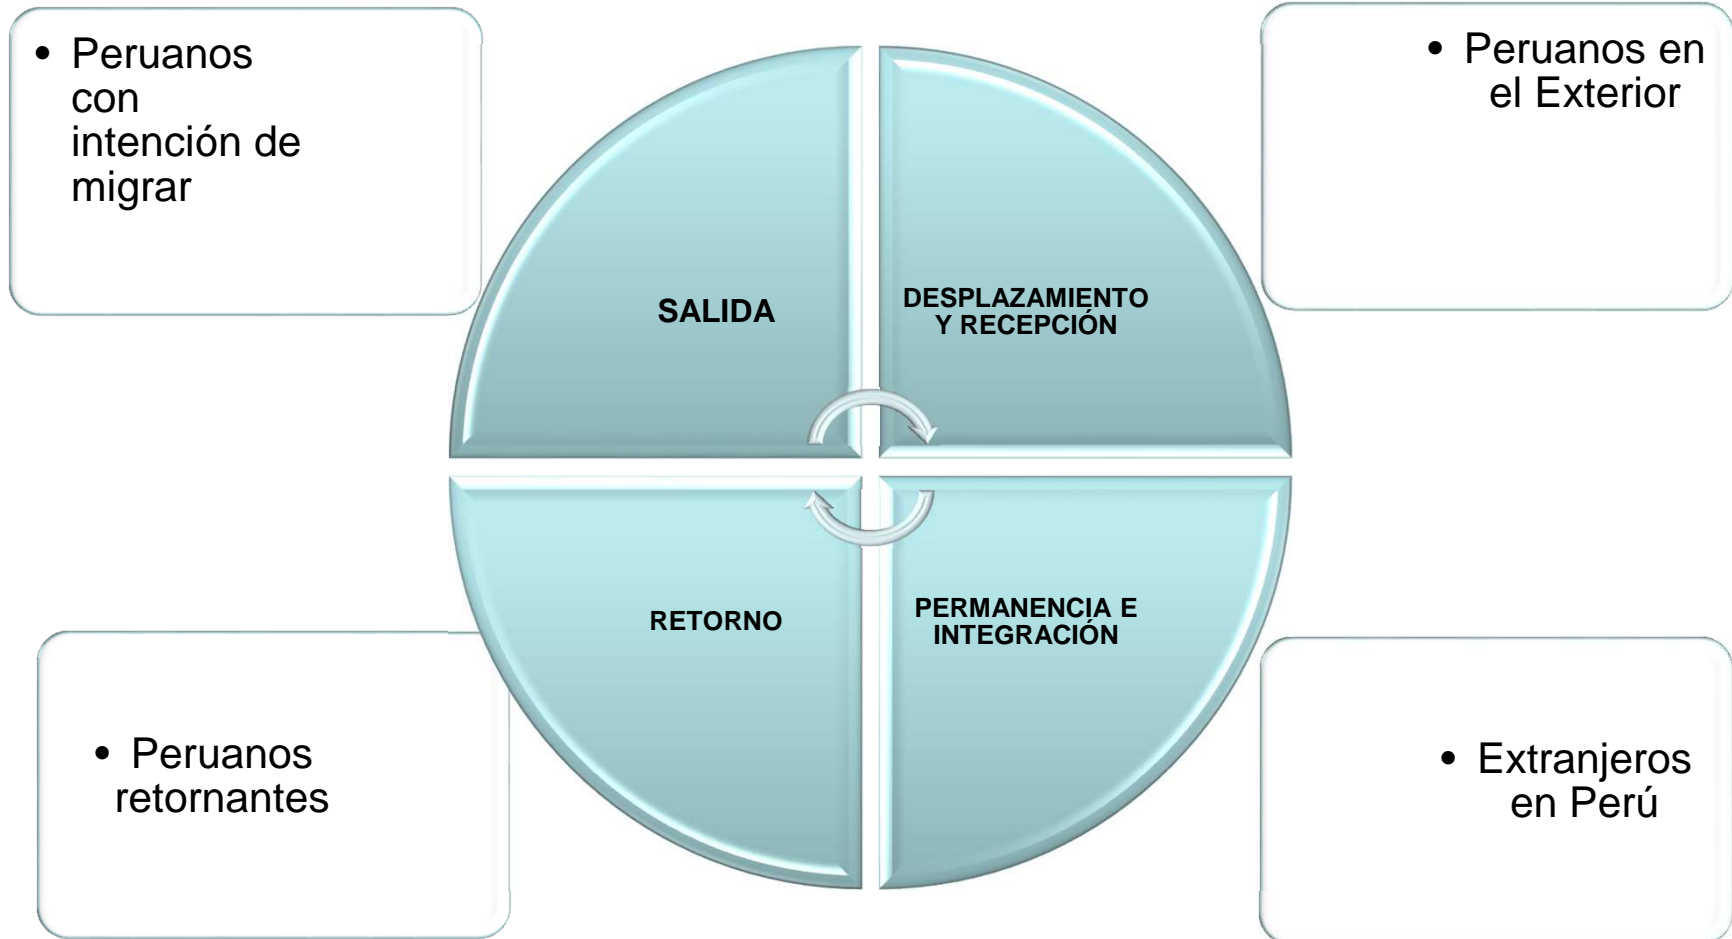 • Peruanos
con
intención de
migrar
• Peruanos en
el Exterior
SALIDA
DESPLAZAMIENTO
Y RECEPCIÓN
RETORNO
PERMANENCIA E
INTEGRACIÓN
• Peruanos
retornantes
• Extranjeros
en Perú